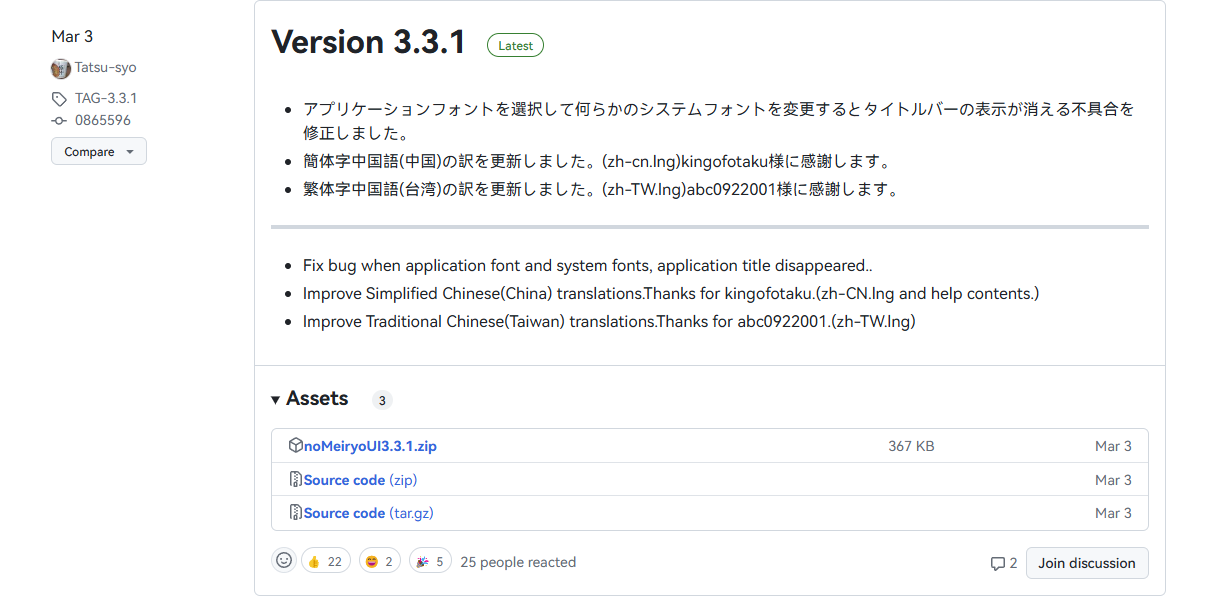 Mar 3
Tatsu-syo
TAG-3.3.1
0865596
Compare
Version 3.3.1 Latest
アプリケーションフォントを選択して何らかのシステムフォントを変更するとタイトルバーの表示が消える不具合を
修正しました。
簡体字中国語(中国)の訳を更新しました。(zh-cn.lng)kingofotaku様に感謝します。
繁体字中国語(台湾)の訳を更新しました。(zh-TW.lng)abc0922001様に感謝します。
Fix bug when application font and system fonts, application title disappeared..
Improve Simplified Chinese(China) translations.Thanks for kingofotaku.(zh-CN.lng and help contents.)
Improve Traditional Chinese(Taiwan) translations.Thanks for abc0922001.(zh-TW.lng)
Assets 3
noMeiryoUI3.3.1.zip 367 KB Mar 3
Source code (zip) Mar 3
Source code (tar.gz) Mar 3
22 2 5 25 people reacted 2 Join discussion